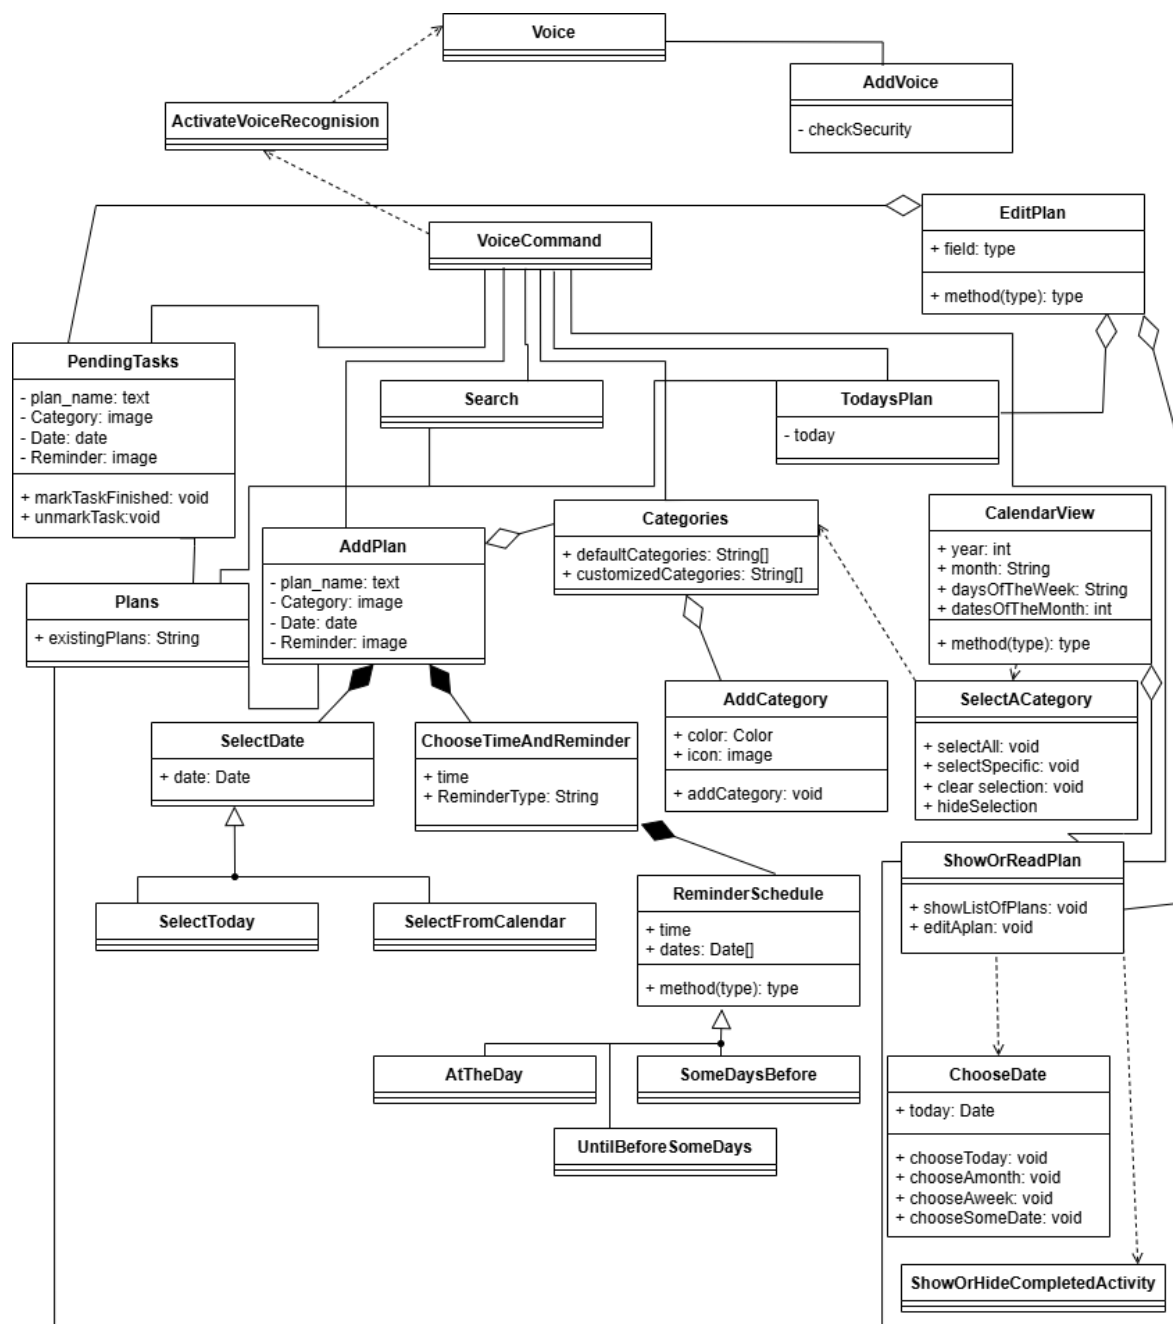 Voice
AddVoice
- checkSecurity
ActivateVoiceRecognision
EditPlan
+ field: type
+ method(type): type
VoiceCommand
PendingTasks
- plan_name: text
- Category: image
- Date: date
- Reminder: image
+ markTaskFinished: void
+ unmarkTask:void
Search
TodaysPlan
- today
Categories
+ defaultCategories: String[]
+ customizedCategories: String[]
CalendarView
+ year: int
+ month: String
+ daysOfTheWeek: String
+ datesOfTheMonth: int
+ method(type): type
AddPlan
- plan_name: text
- Category: image
- Date: date
- Reminder: image
Plans
+ existingPlans: String
SelectDate
+ date: Date
ChooseTimeAndReminder
+ time
+ ReminderType: String
AddCategory
+ color: Color
+ icon: image
+ addCategory: void
SelectACategory
+ selectAll: void
+ selectSpecific: void
+ clear selection: void
+ hideSelection
ShowOrReadPlan
+ showListOfPlans: void
+ editAplan: void
SelectToday
SelectFromCalendar
ReminderSchedule
+ time
+ dates: Date[]
+ method(type): type
AtTheDay
SomeDaysBefore
UntilBeforeSomeDays
ChooseDate
+ today: Date
+ chooseToday: void
+ chooseAmonth: void
+ chooseAweek: void
+ chooseSomeDate: void
ShowOrHideCompletedActivity